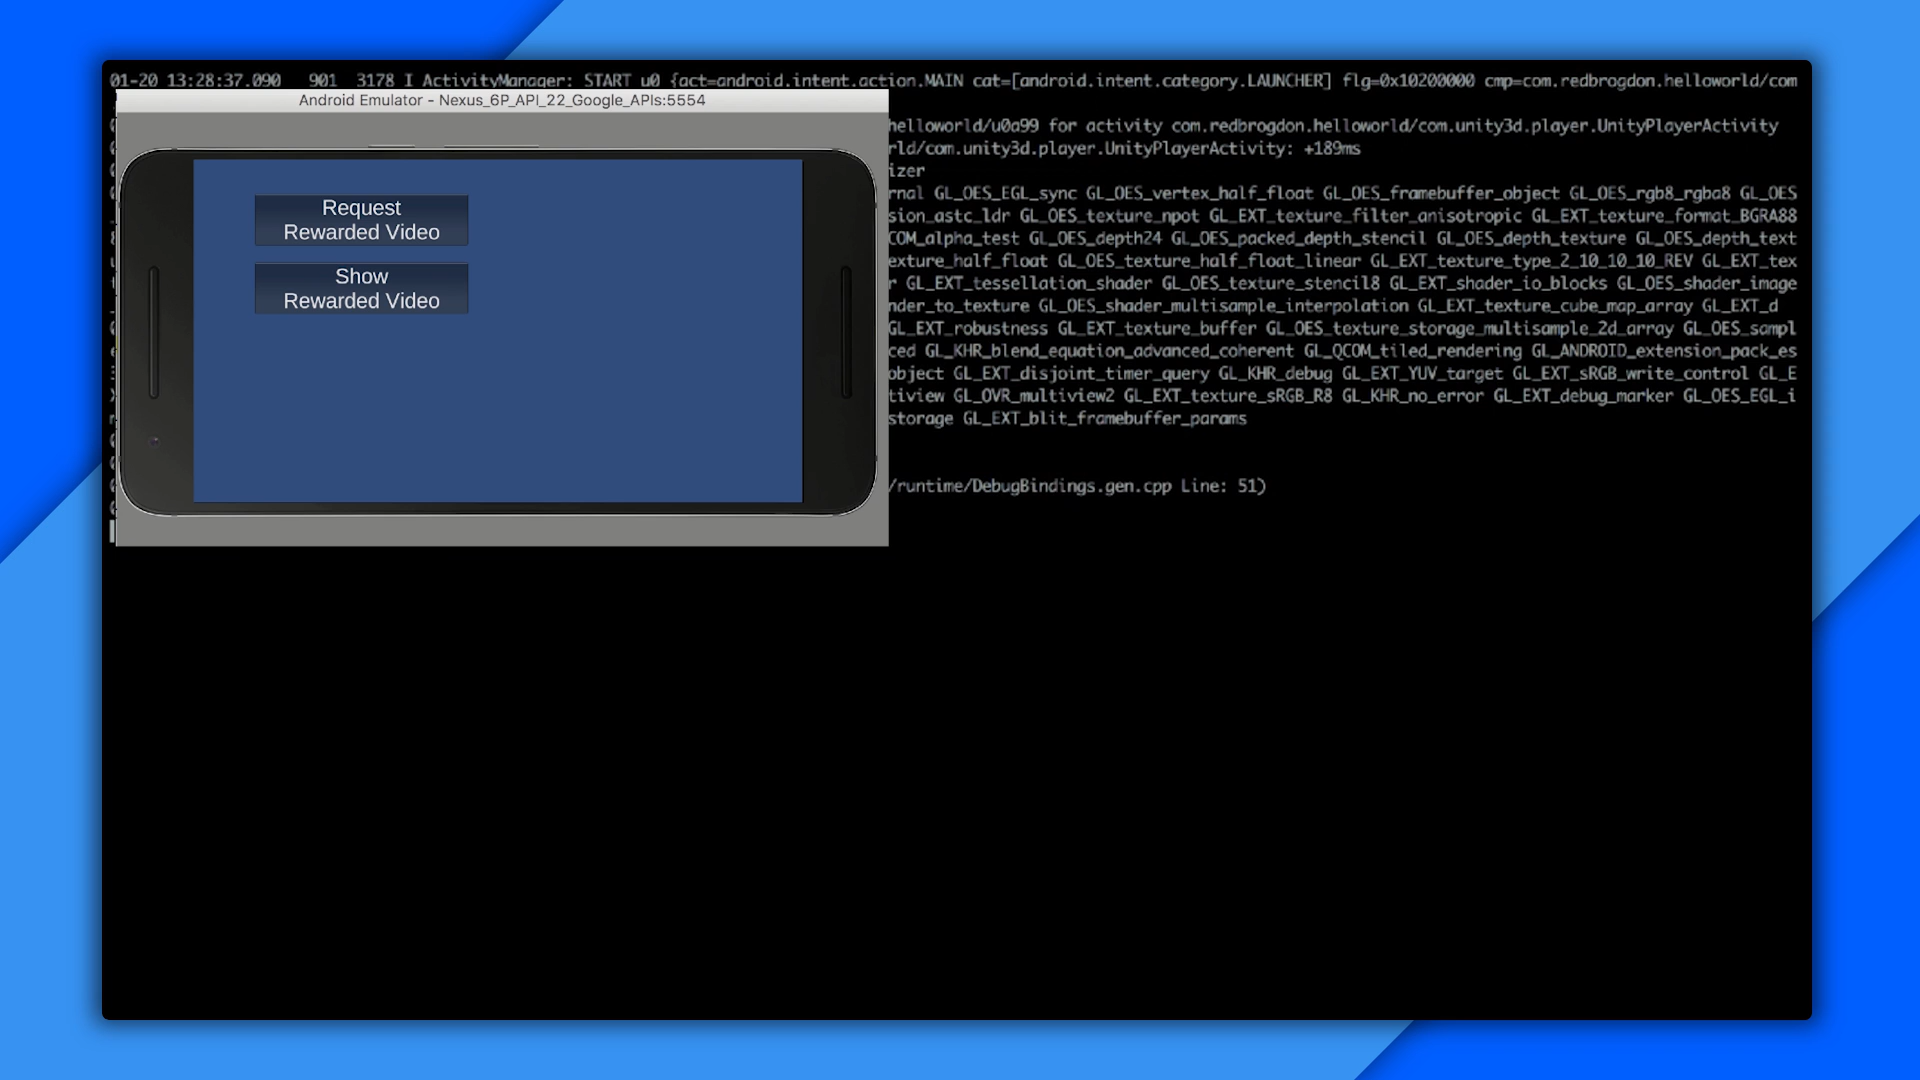 01-20 13:28:37.090 901 3178 I ActivityManager: START u0 {act=android.intent.action.MAIN cat=[android.intent.category.LAUNCHER] flg=0x10200000 cmp=com.redbrogdon.helloworld/com
Android Emulator - Nexus_6P_API_22_Google_APIs:5554
helloworld/u0a99 for activity com.redbrogdon.helloworld/com.unity3d.player.UnityPlayerActivity
rld/com.unity3d.player.UnityPlayerActivity: +189ms
izer
rnal GL_OES_EGL_sync GL_OES_vertex_half_float GL_OES_framebuffer_object GL_OES_rgb8_rgba8 GL_OES
sion_astc_ldr GL_OES_texture_npot GL_EXT_texture_filter_anisotropic GL_EXT_texture_format_BGRA88
COM_alpha_test GL_OES_depth24 GL_OES_packed_depth_stencil GL_OES_depth_texture GL_OES_depth_text
exture_half_float GL_OES_texture_half_float_linear GL_EXT_texture_type_2_10_10_10_REV GL_EXT_tex
r GL_EXT_tessellation_shader GL_OES_texture_stencil8 GL_EXT_shader_io_blocks GL_OES_shader_image
nder_to_texture GL_OES_shader_multisample_interpolation GL_EXT_texture_cube_map_array GL_EXT_d
GL_EXT_robustness GL_EXT_texture_buffer GL_OES_texture_storage_multisample_2d_array GL_OES_sampl
ced GL_KHR_blend_equation_advanced_coherent GL_QCOM_tiled_rendering GL_ANDROID_extension_pack_es
object GL_EXT_disjoint_timer_query GL_KHR_debug GL_EXT_YUV_target GL_EXT_sRGB_write_control GL_E
tiview GL_OVR_multiview2 GL_EXT_texture_sRGB_R8 GL_KHR_no_error GL_EXT_debug_marker GL_OES_EGL_i
storage GL_EXT_blit_framebuffer_params
/runtime/DebugBindings.gen.cpp Line: 51)
Request
Rewarded Video
Show
Rewarded Video